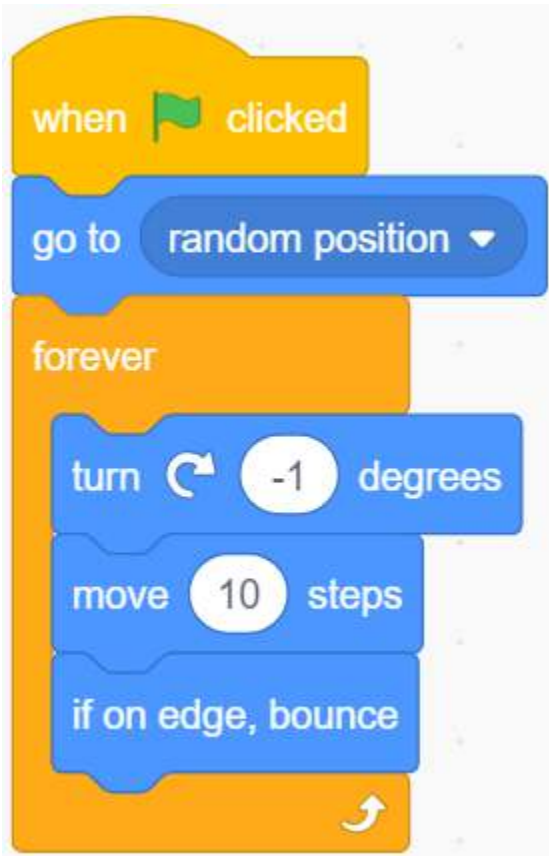 when clicked
go to random position
forever
turn -1 degrees
move 10 steps
if on edge, bounce